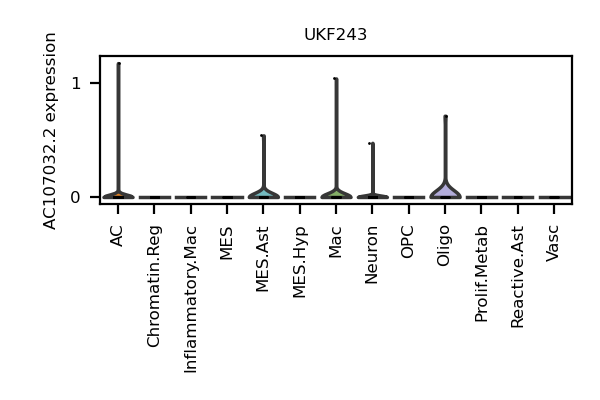 UKF243
AC107032.2 expression
1
0
AC
Chromatin.Reg
Inflammatory.Mac
MES
MES.Ast
MES.Hyp
Mac
Neuron
OPC
Oligo
Prolif.Metab
Reactive.Ast
Vasc